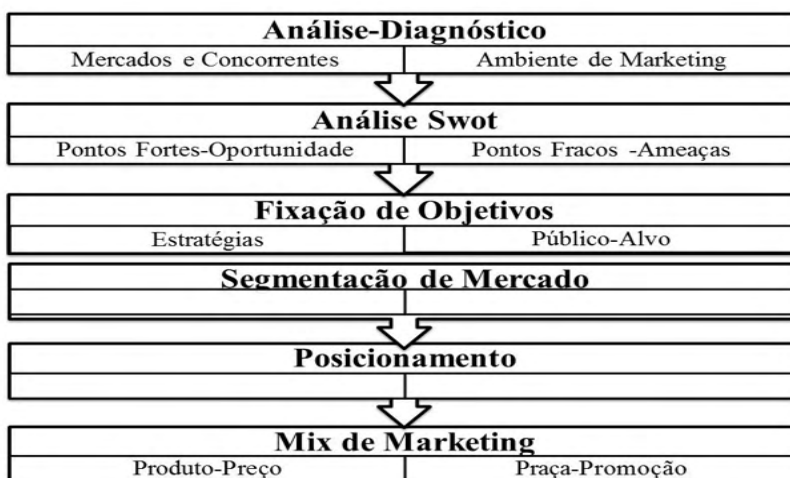 Análise-Diagnóstico
Mercados e Concorrentes Ambiente de Marketing
Análise Swot
Pontos Fortes-Oportunidade Pontos Fracos -Ameaças
Fixação de Objetivos
Estratégias Público-Alvo
Segmentação de Mercado
Posicionamento
Mix de Marketing
Produto-Preço Praça-Promoção